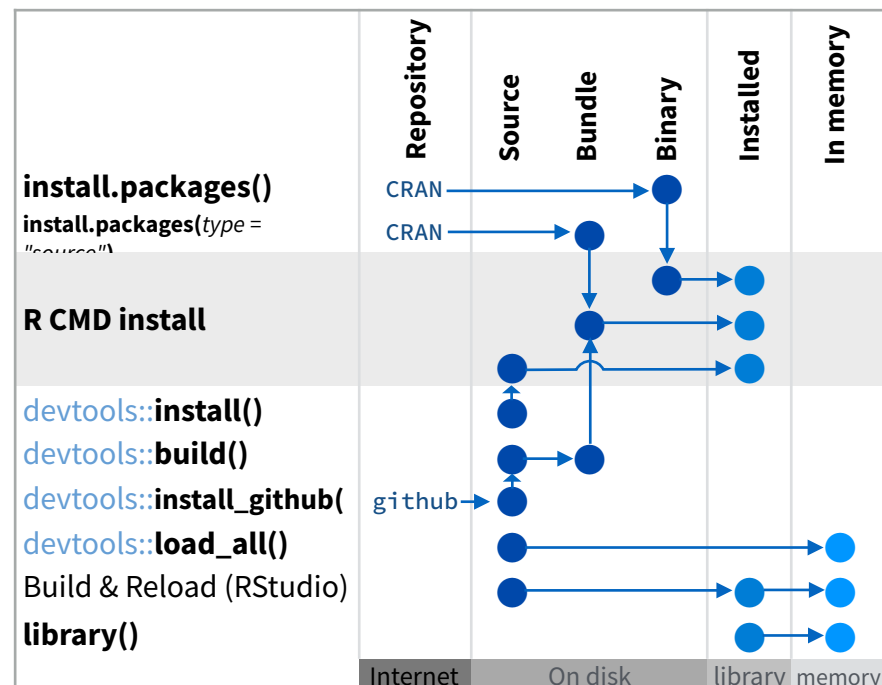 Repository
Source
Bundle
Binary
Installed
In memory
install.packages()
CRAN
install.packages(type =
"source")
CRAN
R CMD install
devtools::install()
devtools::build()
devtools::install_github(
github
devtools::load_all()
Build & Reload (RStudio)
library()
Internet
On disk
library
memory